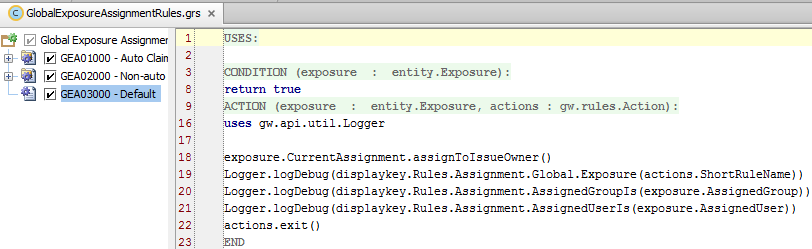 GlobalExposureAssignmentRules.grs
Global Exposure Assignmer
GEA01000 - Auto Claim
GEA02000 - Non-auto
GEA03000 - Default
1 USES:
2
3 CONDITION (exposure : entity.Exposure):
8 return true
9 ACTION (exposure : entity.Exposure, actions : gw.rules.Action):
16 uses gw.api.util.Logger
17
18 exposure.CurrentAssignment.assignToIssueOwner()
19 Logger.logDebug(displaykey.Rules.Assignment.Global.Exposure(actions.ShortRuleName))
20 Logger.logDebug(displaykey.Rules.Assignment.AssignedGroupIs(exposure.AssignedGroup))
21 Logger.logDebug(displaykey.Rules.Assignment.AssignedUserIs(exposure.AssignedUser))
22 actions.exit()
23 END